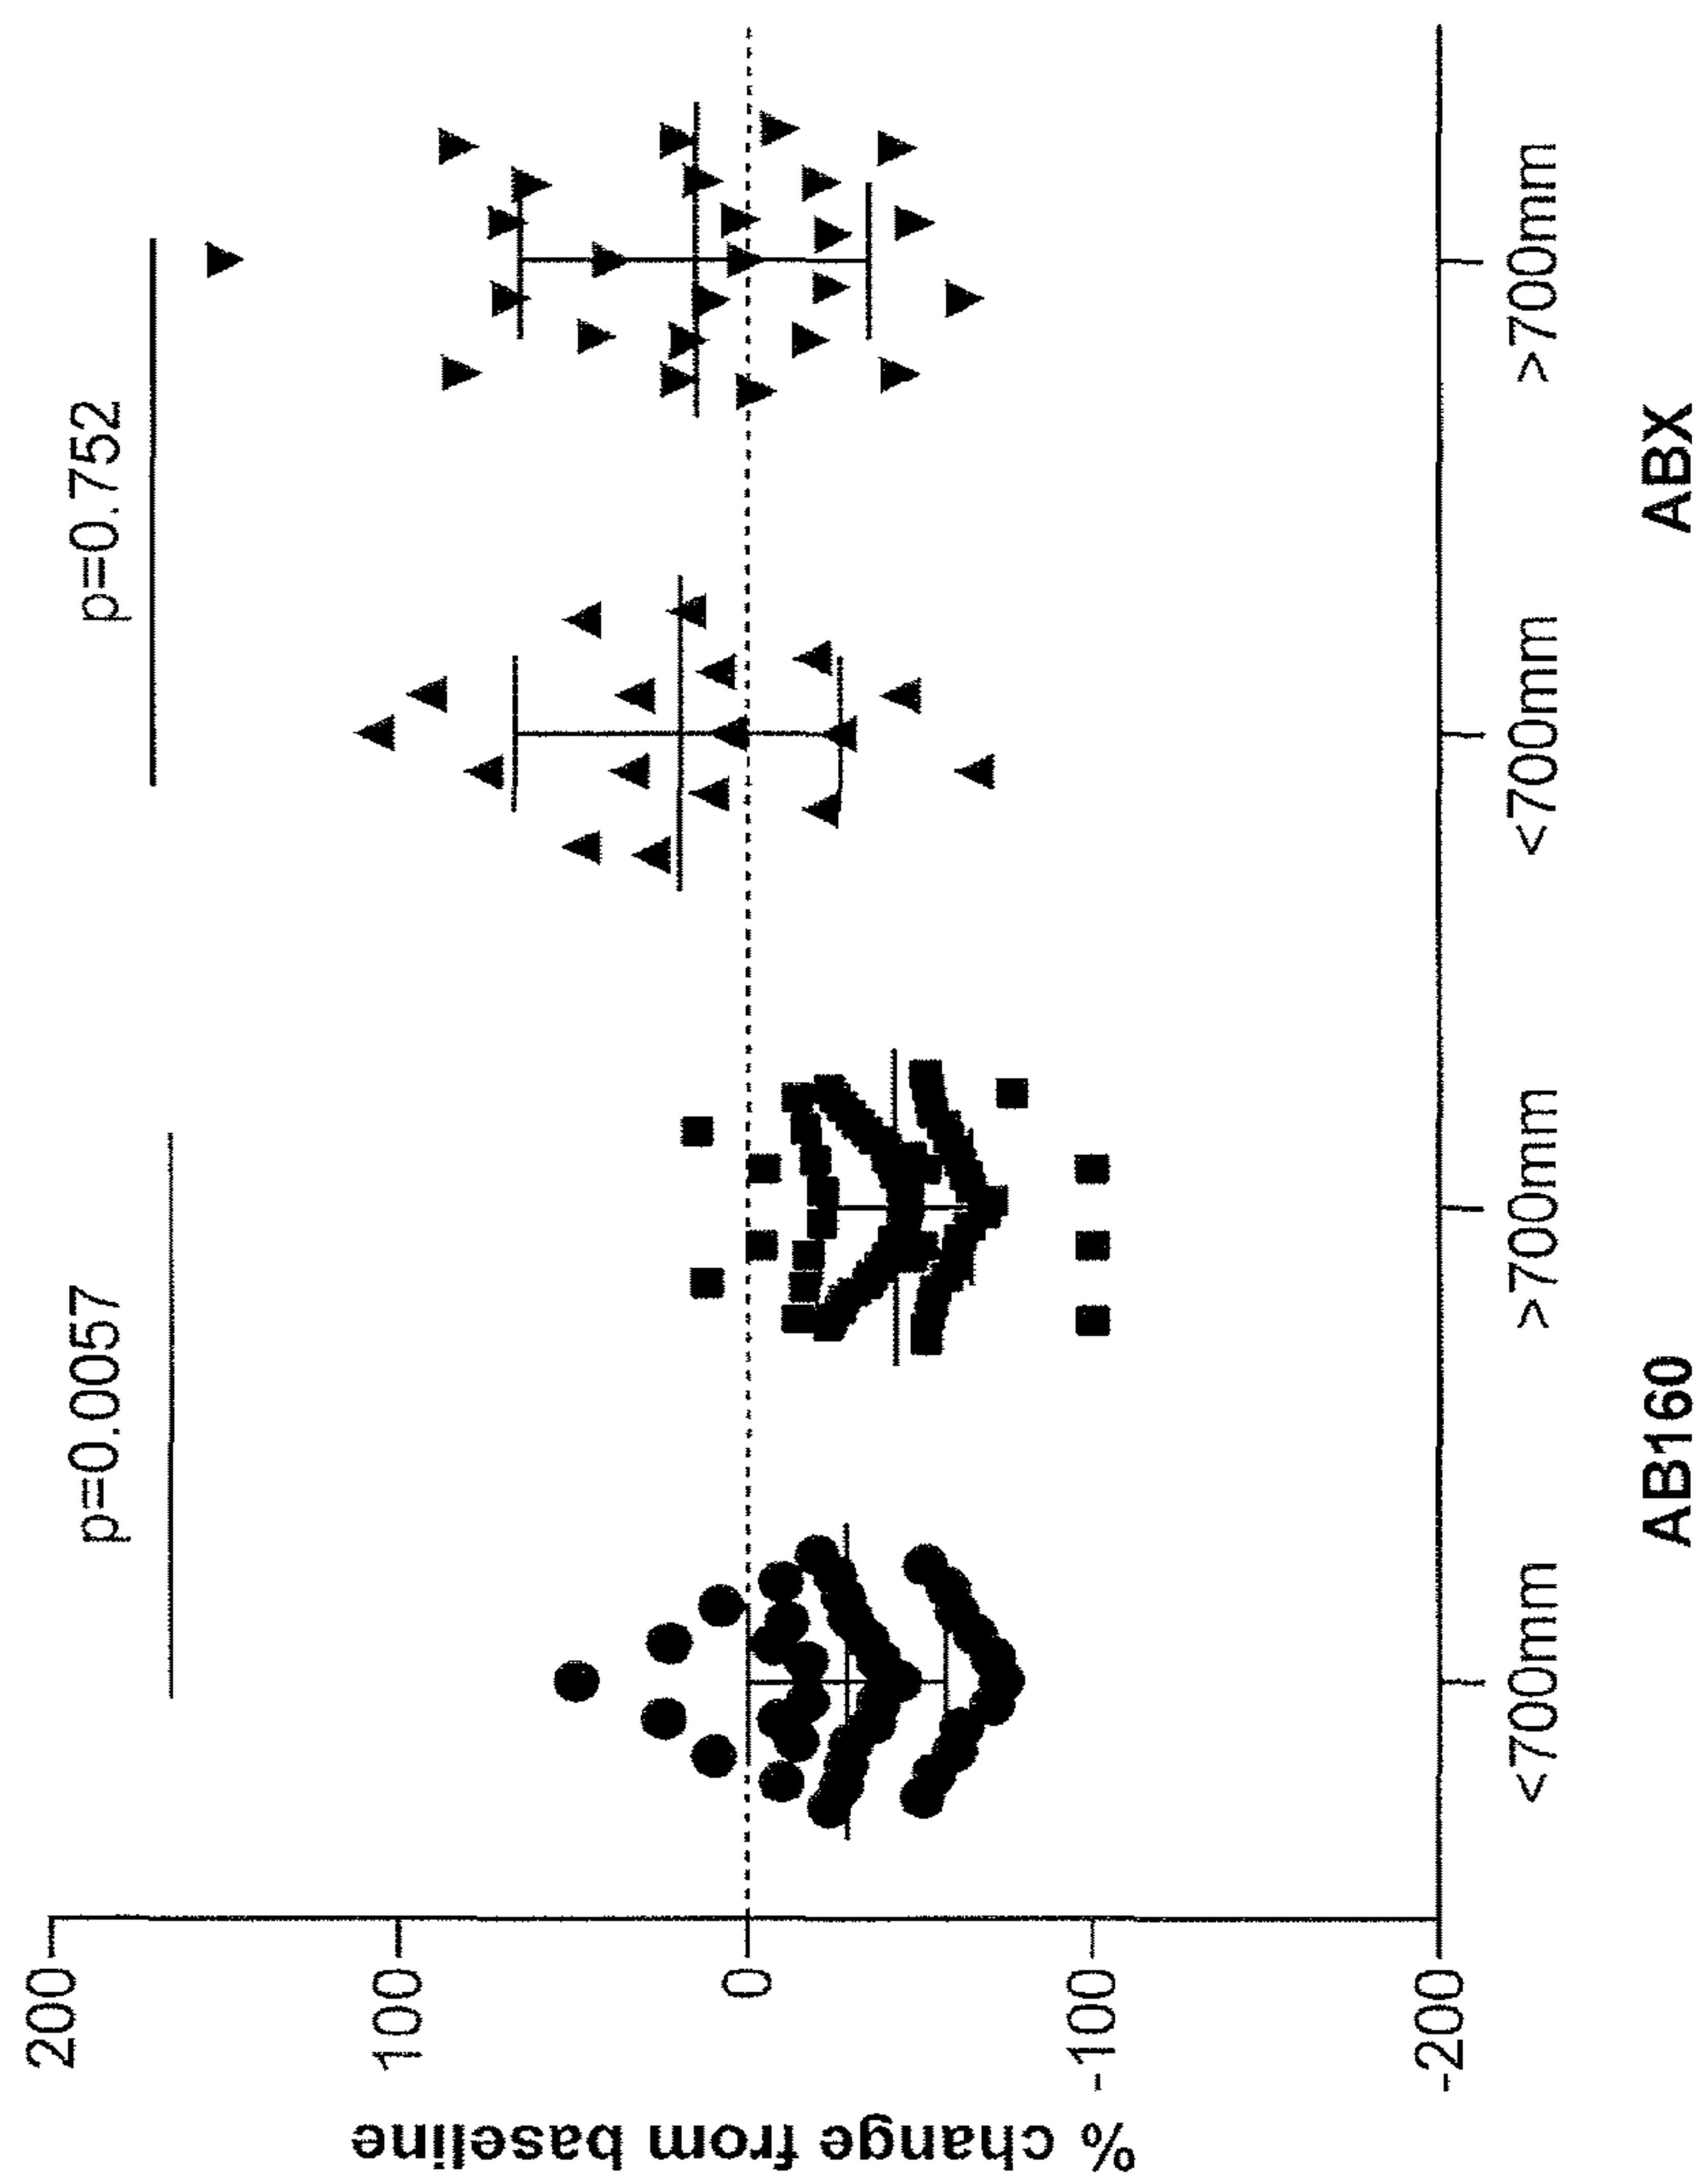 % change from baseline
200
100
0
-100
-200
p=0.0057
p=0.752
<700mm
>700mm
<700mm
>700mm
AB160
ABX